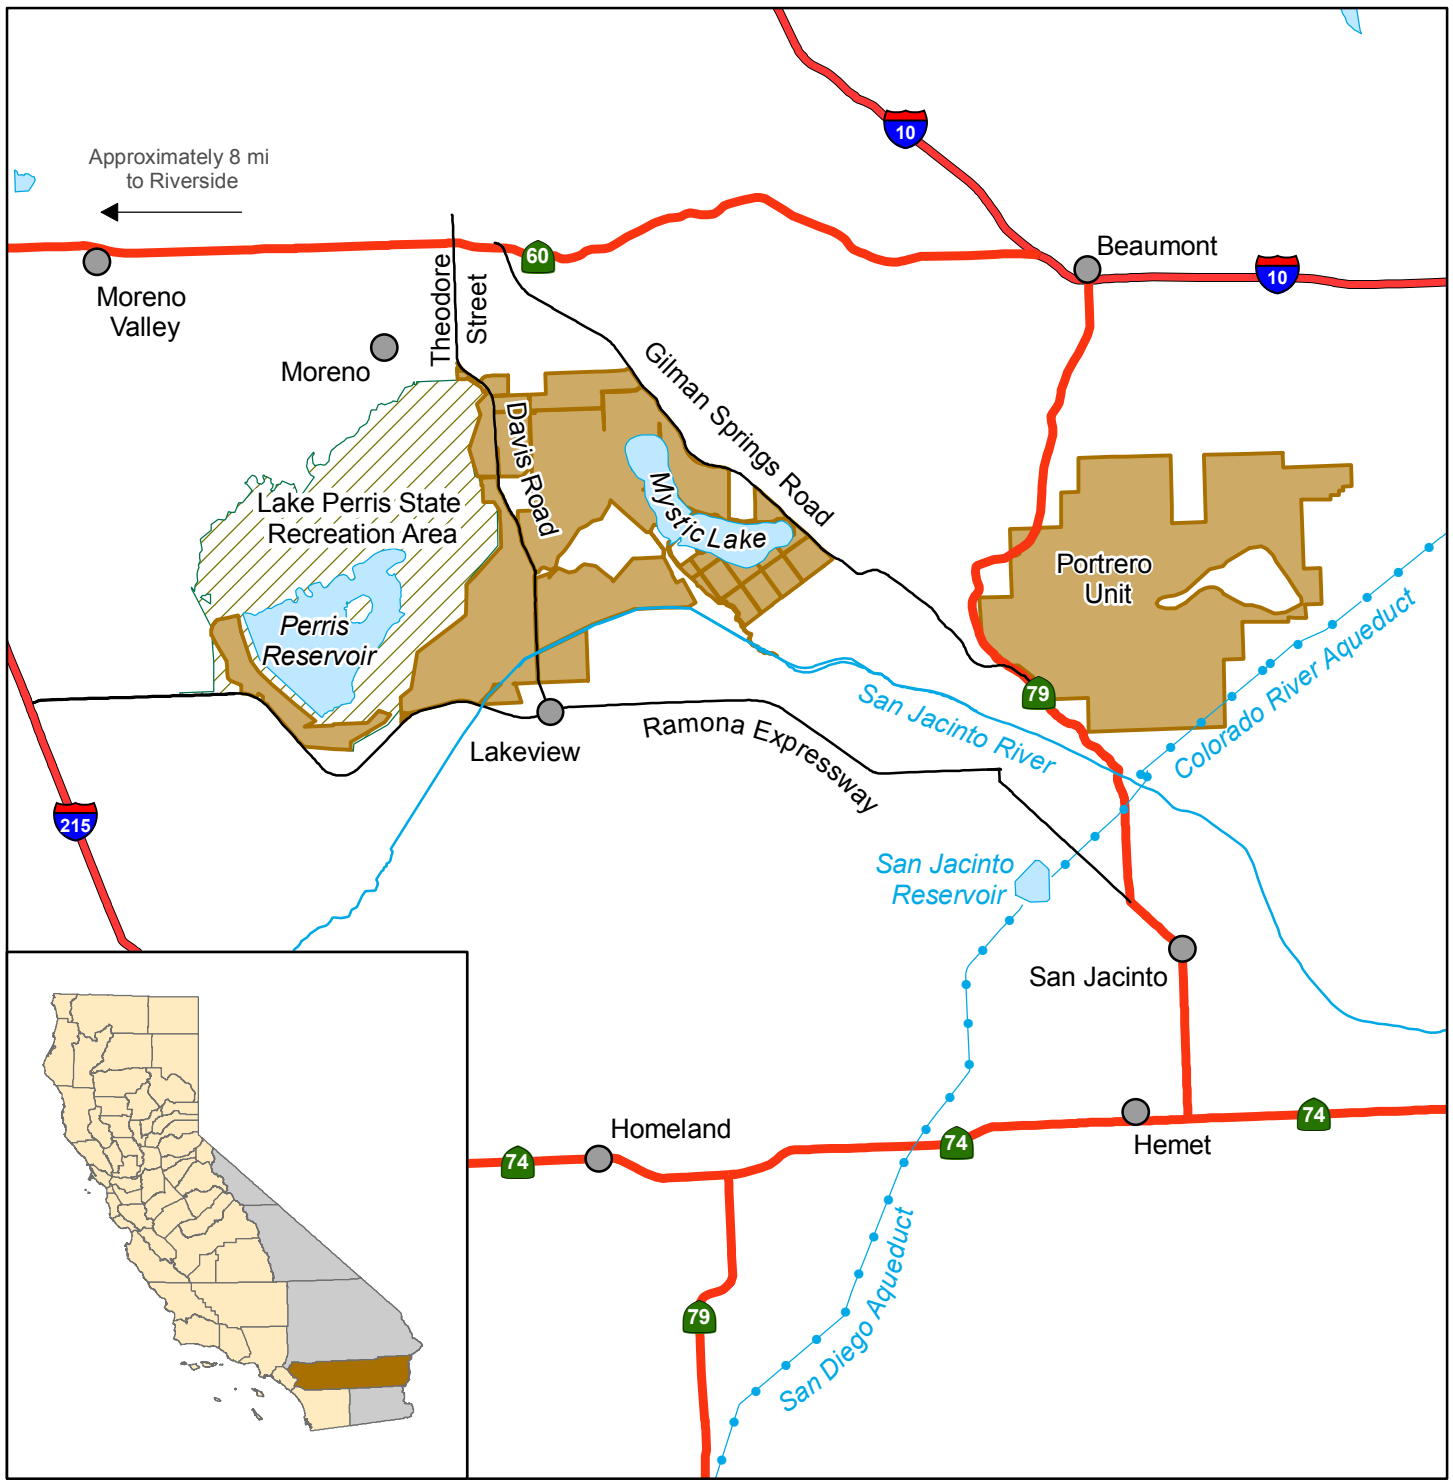 10
Approximately 8 mi
to Riverside
Beaumont
60
10
Moreno
Valley
Theodore
Street
Moreno
Gilman Springs Road
Davis Road
Lake Perris State
Recreation Area
Mystic Lake
Portrero
Unit
Perris
Reservoir
Colorado River Aqueduct
79
San Jacinto River
Ramona Expressway
Lakeview
215
San Jacinto
Reservoir
San Jacinto
Homeland
74
74
74
Hemet
San Diego Aqueduct
79